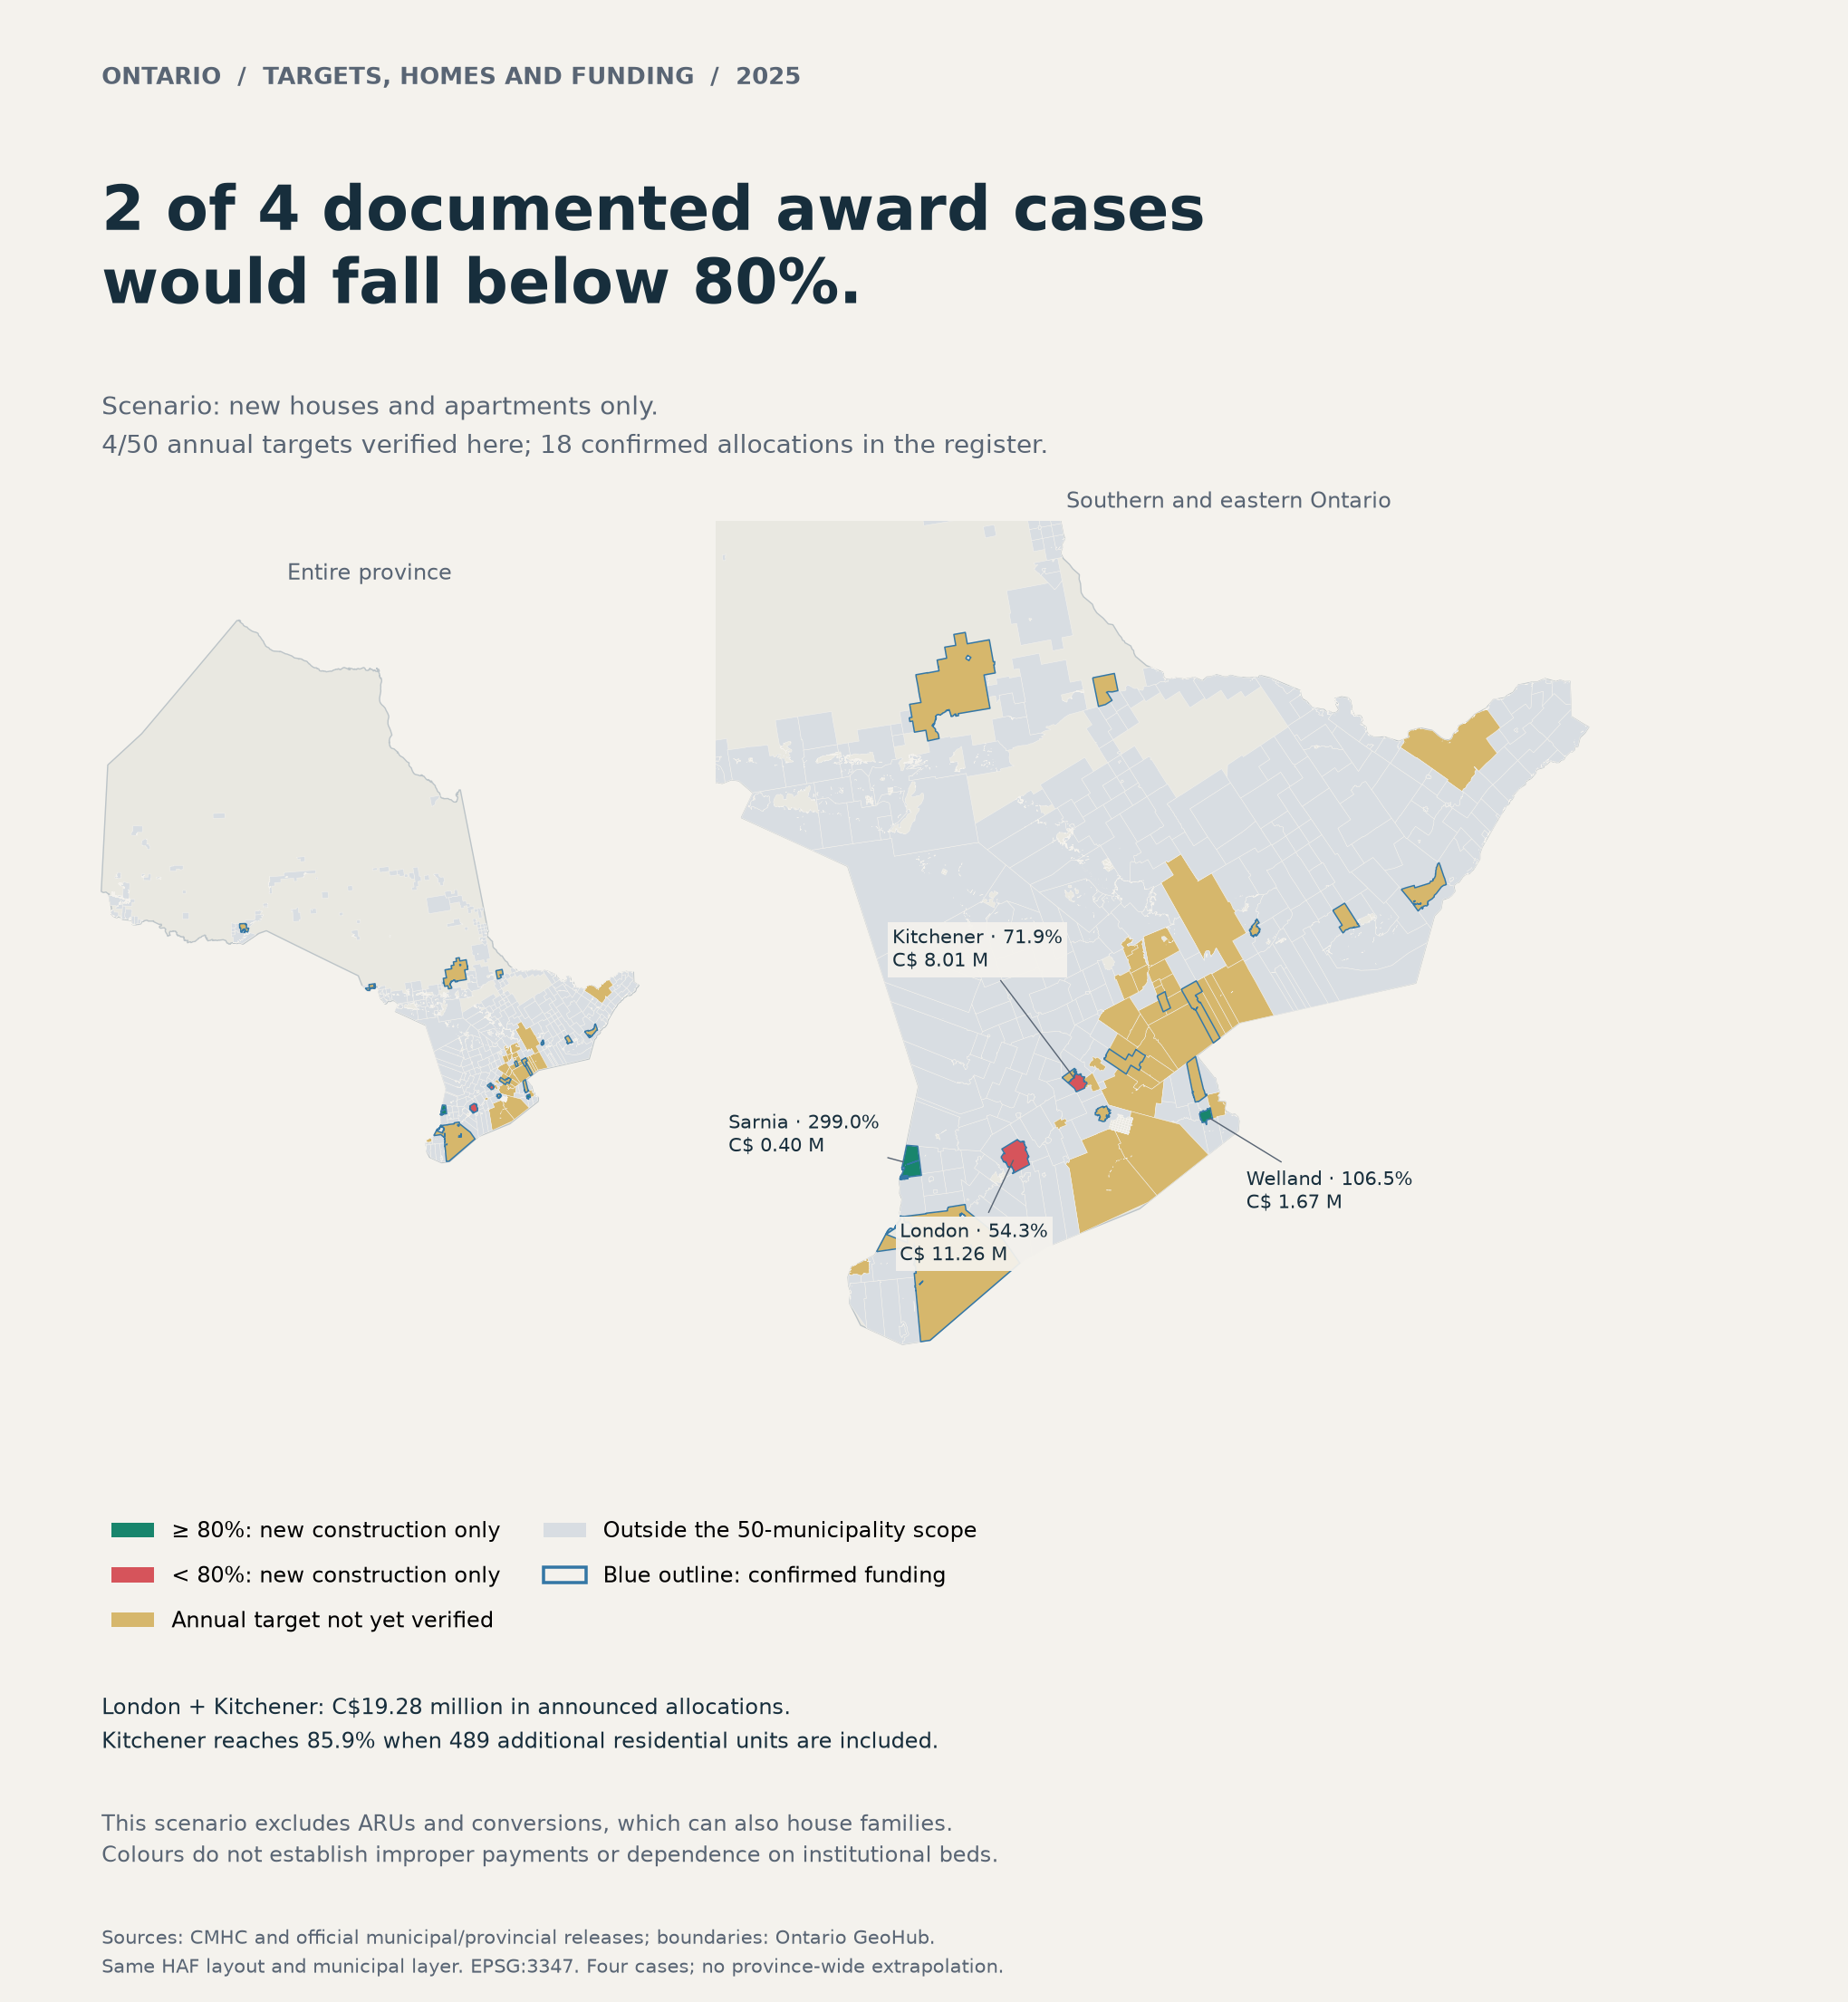 ONTARIO / TARGETS, HOMES AND FUNDING / 2025
2 of 4 documented award cases
would fall below 80%.
Scenario: new houses and apartments only.
4/50 annual targets verified here; 18 confirmed allocations in the register.
Southern and eastern Ontario
Entire province
Kitchener · 71.9%
C$ 8.01 M
Sarnia · 299.0%
C$ 0.40 M
Welland · 106.5%
C$ 1.67 M
London · 54.3%
C$ 11.26 M
≥ 80%: new construction only
< 80%: new construction only
Annual target not yet verified
Outside the 50-municipality scope
Blue outline: confirmed funding
London + Kitchener: C$19.28 million in announced allocations.
Kitchener reaches 85.9% when 489 additional residential units are included.
This scenario excludes ARUs and conversions, which can also house families.
Colours do not establish improper payments or dependence on institutional beds.
Sources: CMHC and official municipal/provincial releases; boundaries: Ontario GeoHub.
Same HAF layout and municipal layer. EPSG:3347. Four cases; no province-wide extrapolation.